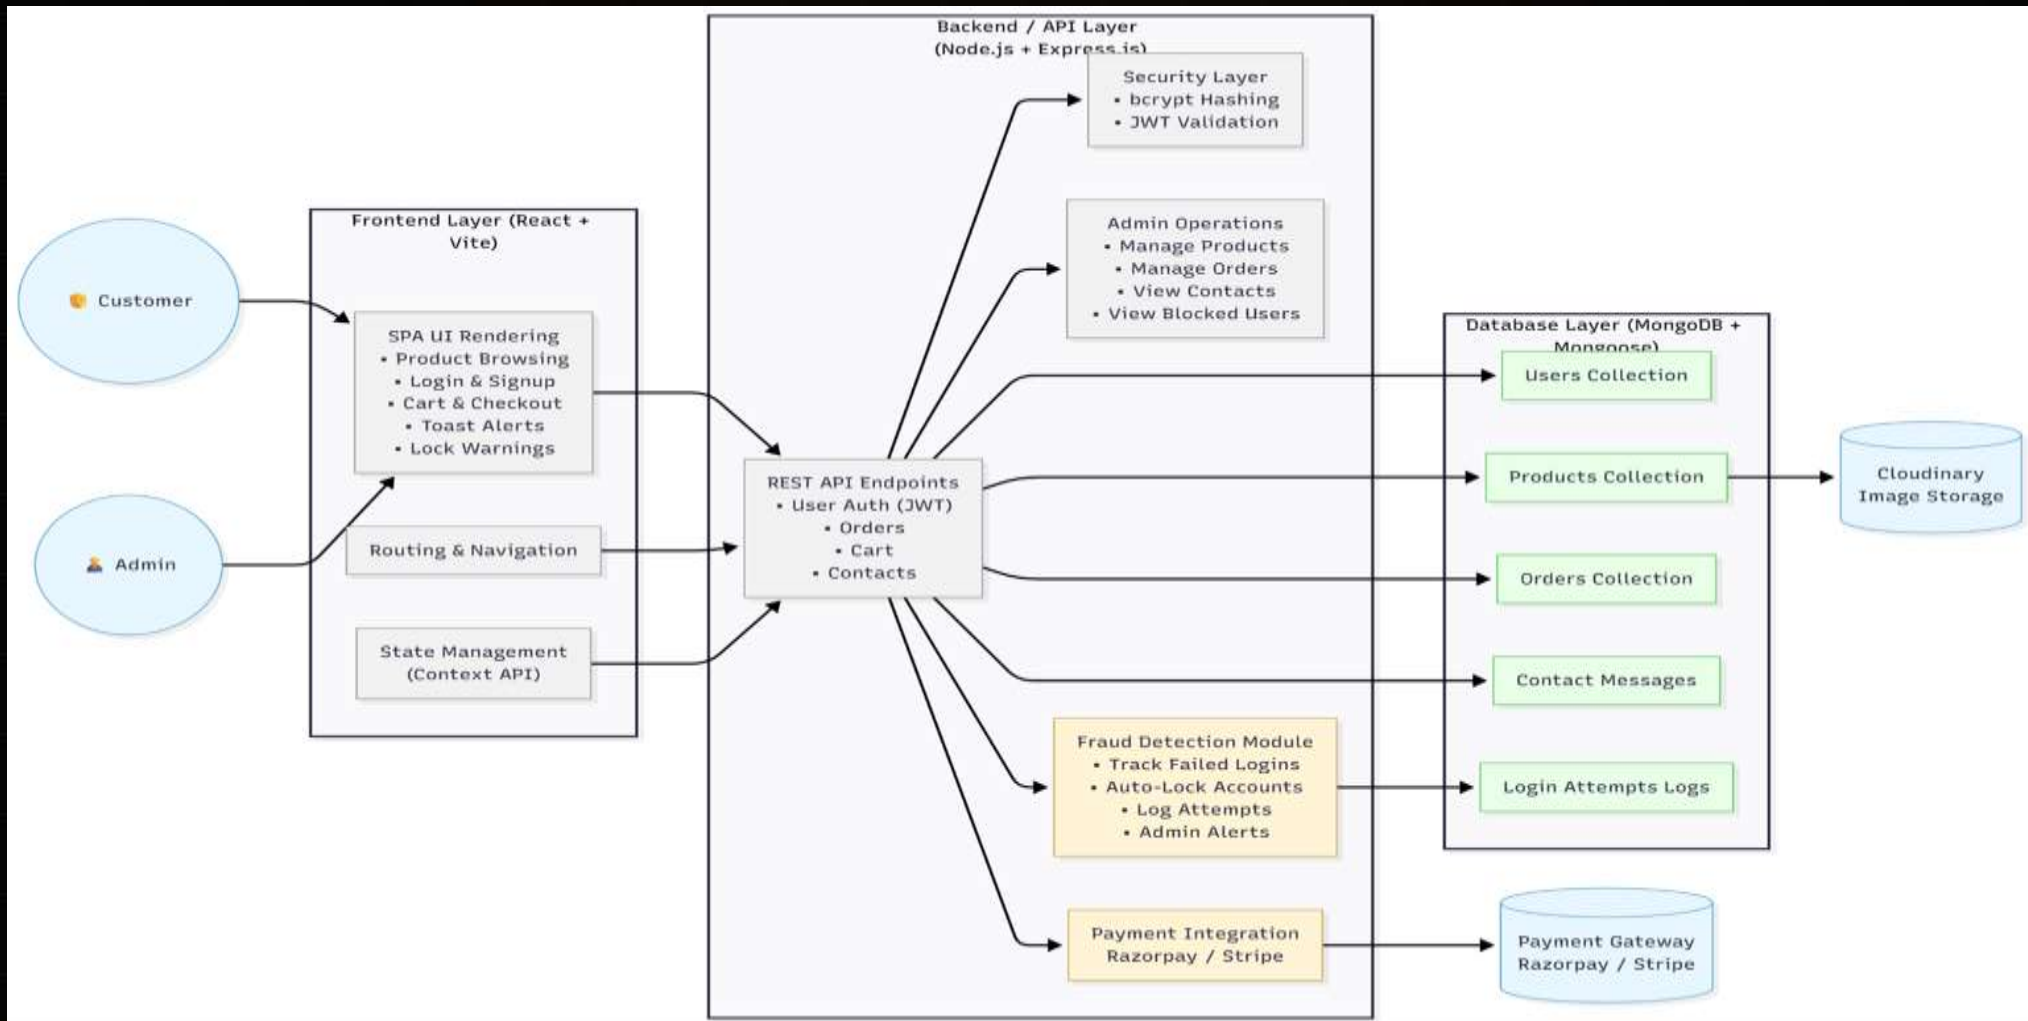 Customer
Admin
Frontend Layer (React +
Vite)
SPA UI Rendering
• Product Browsing
• Login & Signup
• Cart & Checkout
• Toast Alerts
• Lock Warnings
Routing & Navigation
State Management
(Context API)
Backend / API Layer
(Node.js + Express.js)
Security Layer
• bcrypt Hashing
• JWT Validation
Admin Operations
• Manage Products
• Manage Orders
• View Contacts
• View Blocked Users
REST API Endpoints
• User Auth (JWT)
• Orders
• Cart
• Contacts
Fraud Detection Module
• Track Failed Logins
• Auto-Lock Accounts
• Log Attempts
• Admin Alerts
Payment Integration
Razorpay / Stripe
Database Layer (MongoDB +
Mongoose)
Users Collection
Products Collection
Orders Collection
Contact Messages
Login Attempts Logs
Cloudinary
Image Storage
Payment Gateway
Razorpay / Stripe